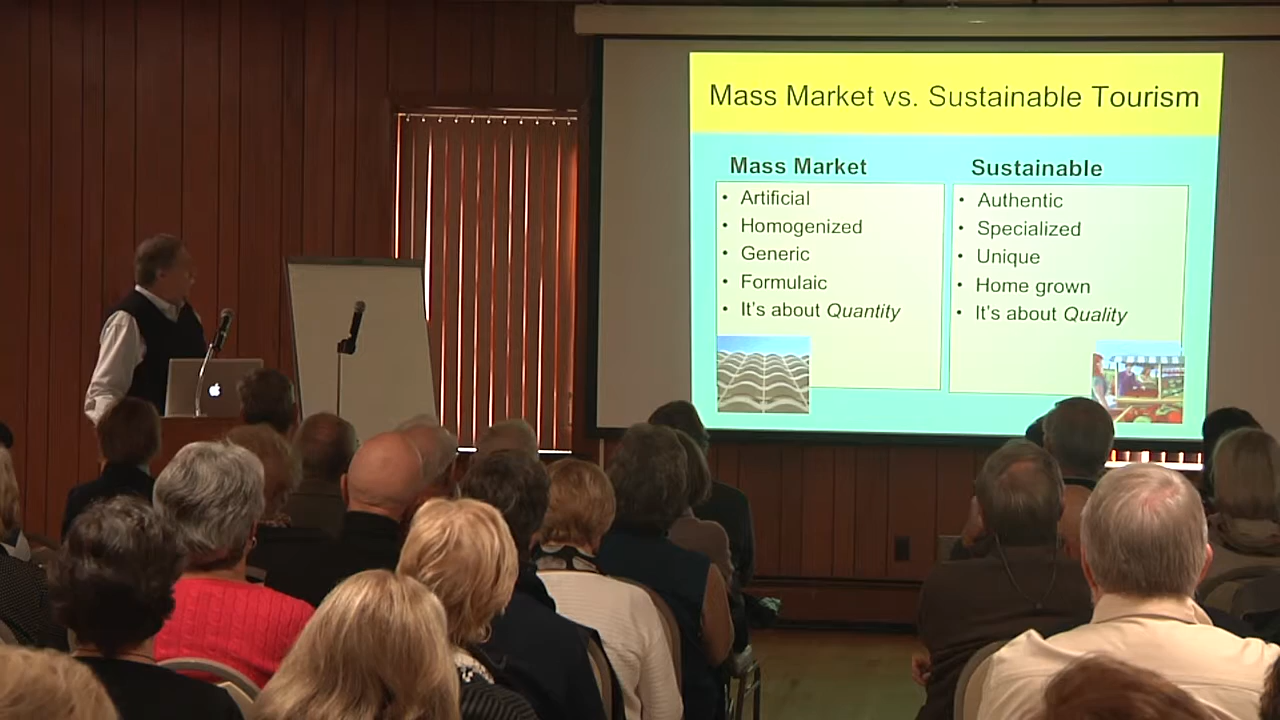 Mass Market vs. Sustainable Tourism
Mass Market
• Artificial
• Homogenized
• Generic
• Formulaic
• It's about Quantity
Sustainable
• Authentic
• Specialized
• Unique
• Home grown
• It's about Quality